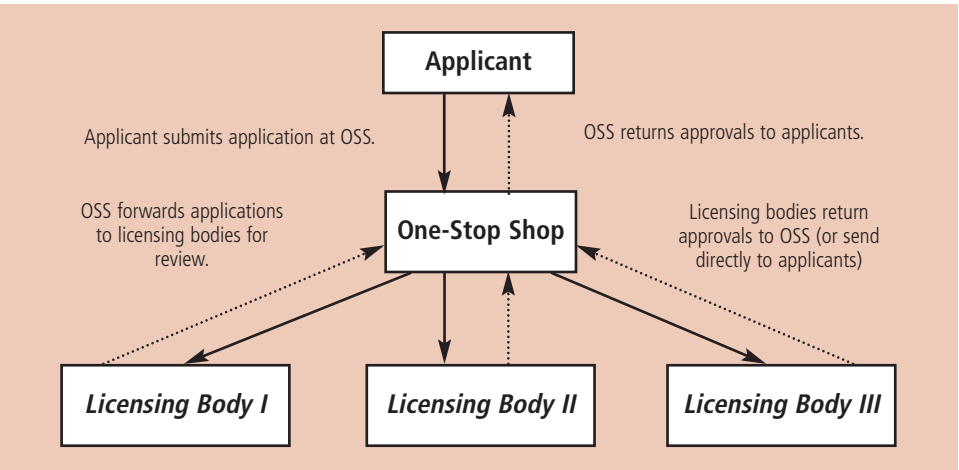 Applicant
Applicant submits application at OSS.
OSS returns approvals to applicants.
OSS forwards applications
to licensing bodies for
review.
One-Stop Shop
Licensing bodies return
approvals to OSS (or send
directly to applicants)
Licensing Body I
Licensing Body II
Licensing Body III